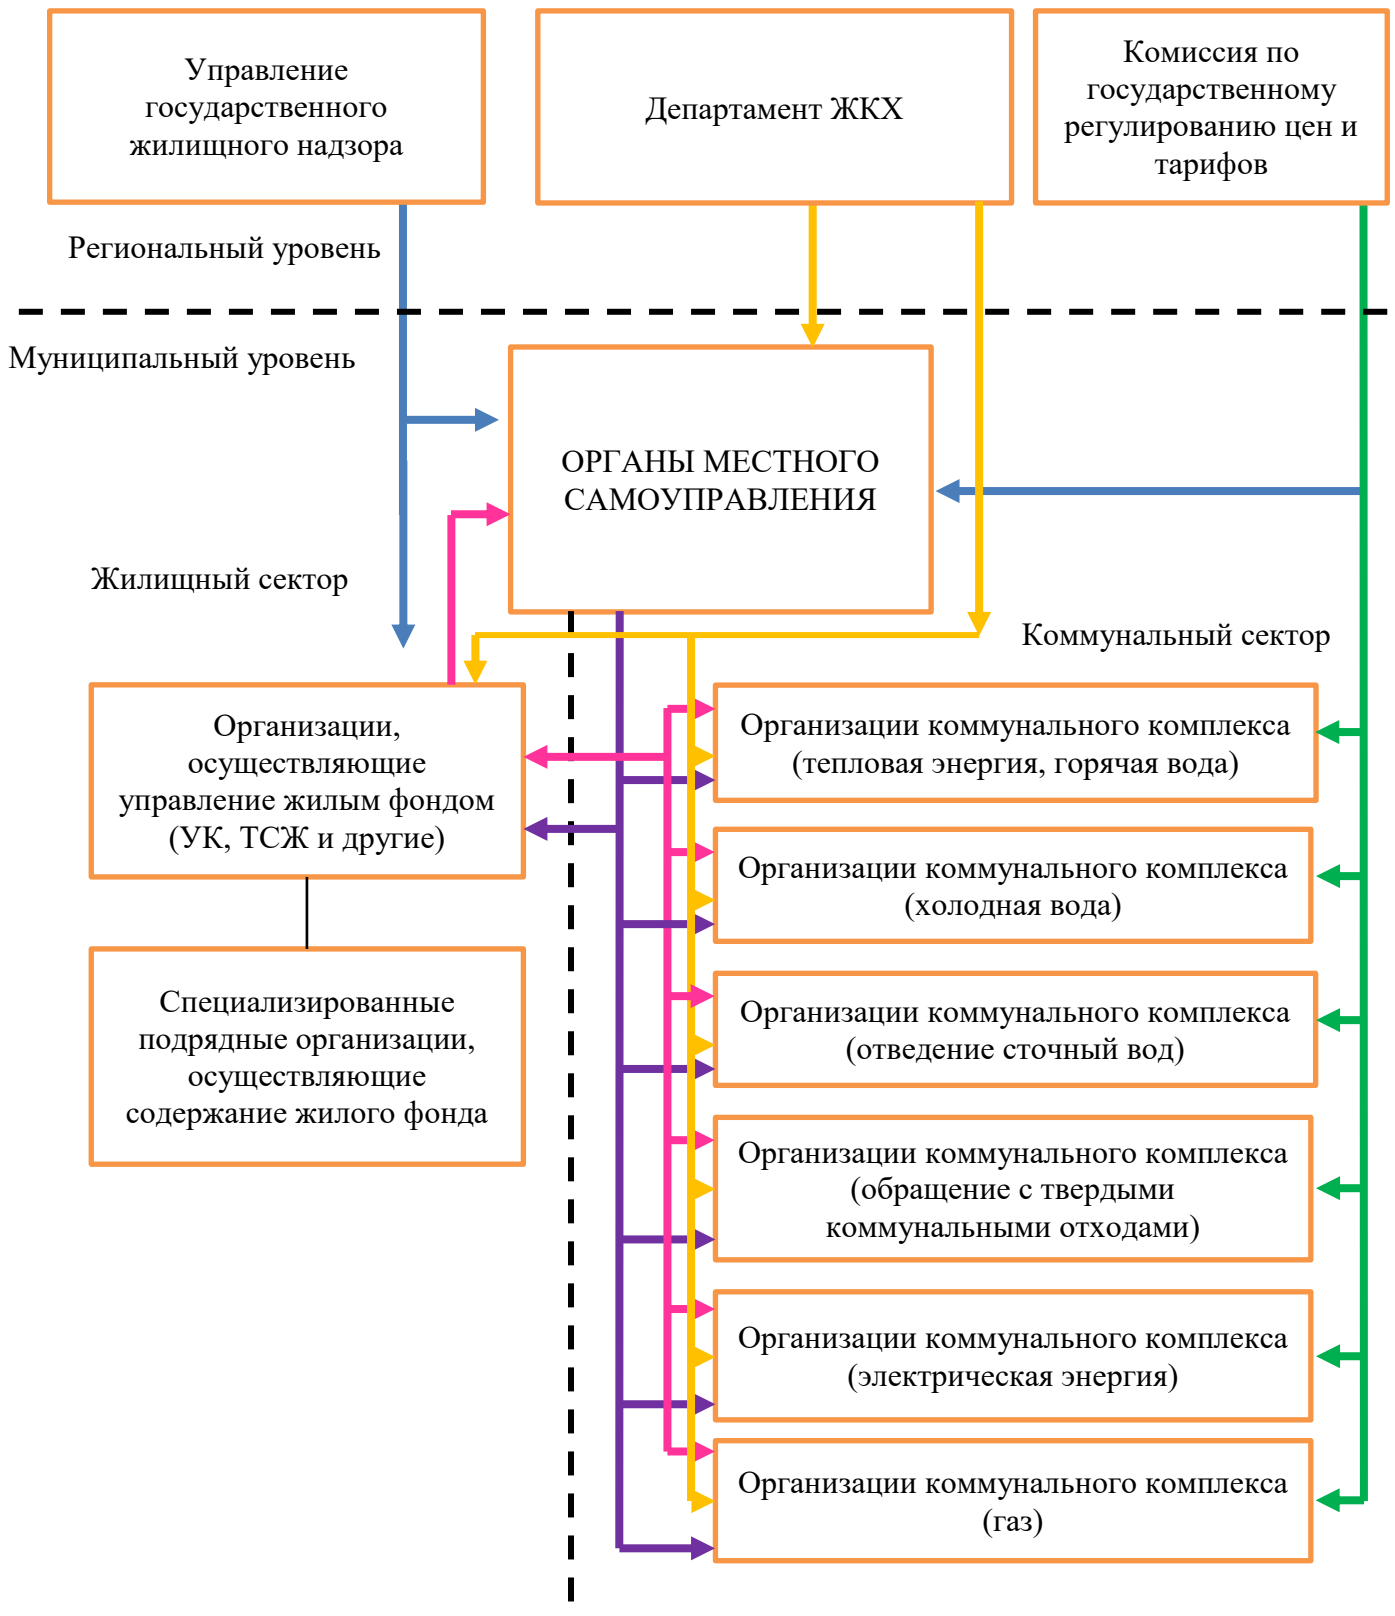 Управление
государственного
жилищного надзора
Департамент ЖКХ
Комиссия по
государственному
регулированию цен и
тарифов
Региональный уровень
Муниципальный уровень
ОРГАНЫ МЕСТНОГО
САМОУПРАВЛЕНИЯ
Жилищный сектор
Коммунальный сектор
Организации,
осуществляющие
управление жилым фондом
(УК, ТСЖ и другие)
Специализированные
подрядные организации,
осуществляющие
содержание жилого фонда
Организации коммунального комплекса
(тепловая энергия, горячая вода)
Организации коммунального комплекса
(холодная вода)
Организации коммунального комплекса
(отведение сточный вод)
Организации коммунального комплекса
(обращение с твердыми
коммунальными отходами)
Организации коммунального комплекса
(электрическая энергия)
Организации коммунального комплекса
(газ)